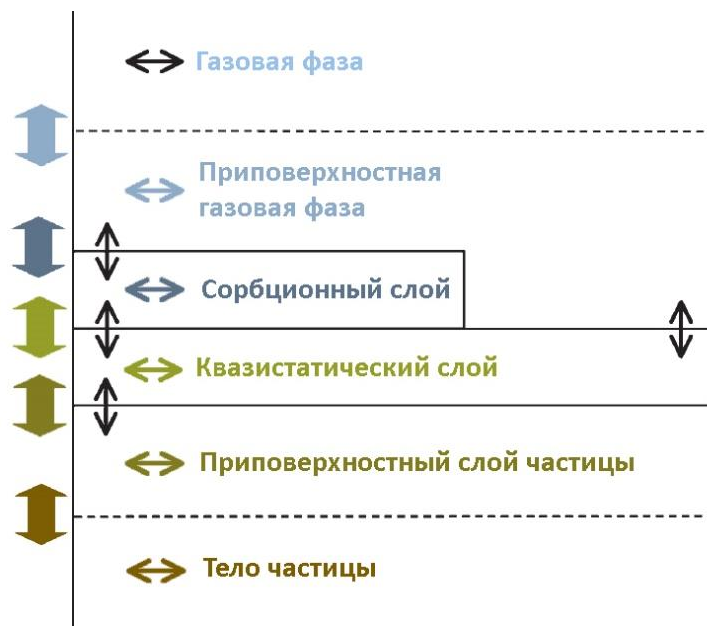 Газовая фаза
Приповерхностная
газовая фаза
Сорбционный слой
Квазистатический слой
Приповерхностный слой частицы
Тело частицы